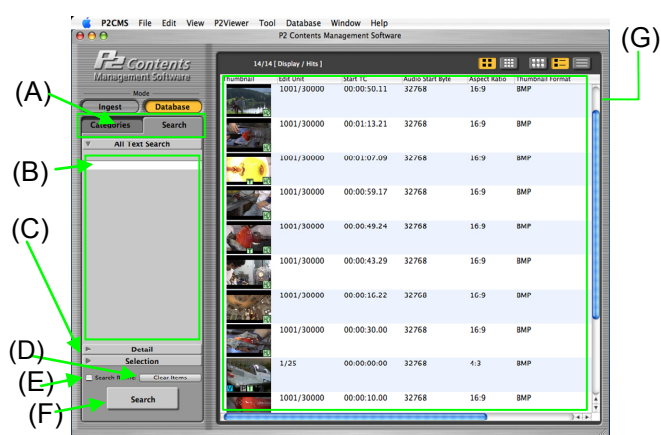 P2CMS File Edit View P2Viewer Tool Database Window Help
P2 Contents Management Software
(G)
P2 Contents
Management Software
14/14 [ Display / Hits ]
Mode
Ingest Database
(A)
Categories Search
All Text Search
(B)
(C)
Detail
Selection
(D)
(E)
Search Name Clear Items
(F)
Search
Thumbnail Edit Unit Start TC Audio Start Byte Aspect Ratio Thumbnail Format
1001/30000 00:00:50.11 32768 16:9 BMP
1001/30000 00:01:13.21 32768 16:9 BMP
1001/30000 00:01:07.09 32768 16:9 BMP
1001/30000 00:00:59.17 32768 16:9 BMP
1001/30000 00:00:49.24 32768 16:9 BMP
1001/30000 00:00:43.29 32768 16:9 BMP
1001/30000 00:00:16.22 32768 16:9 BMP
1001/30000 00:00:30.00 32768 16:9 BMP
1/25 00:00:00:00 32768 4:3 BMP
1001/30000 00:00:10.00 32768 16:9 BMP